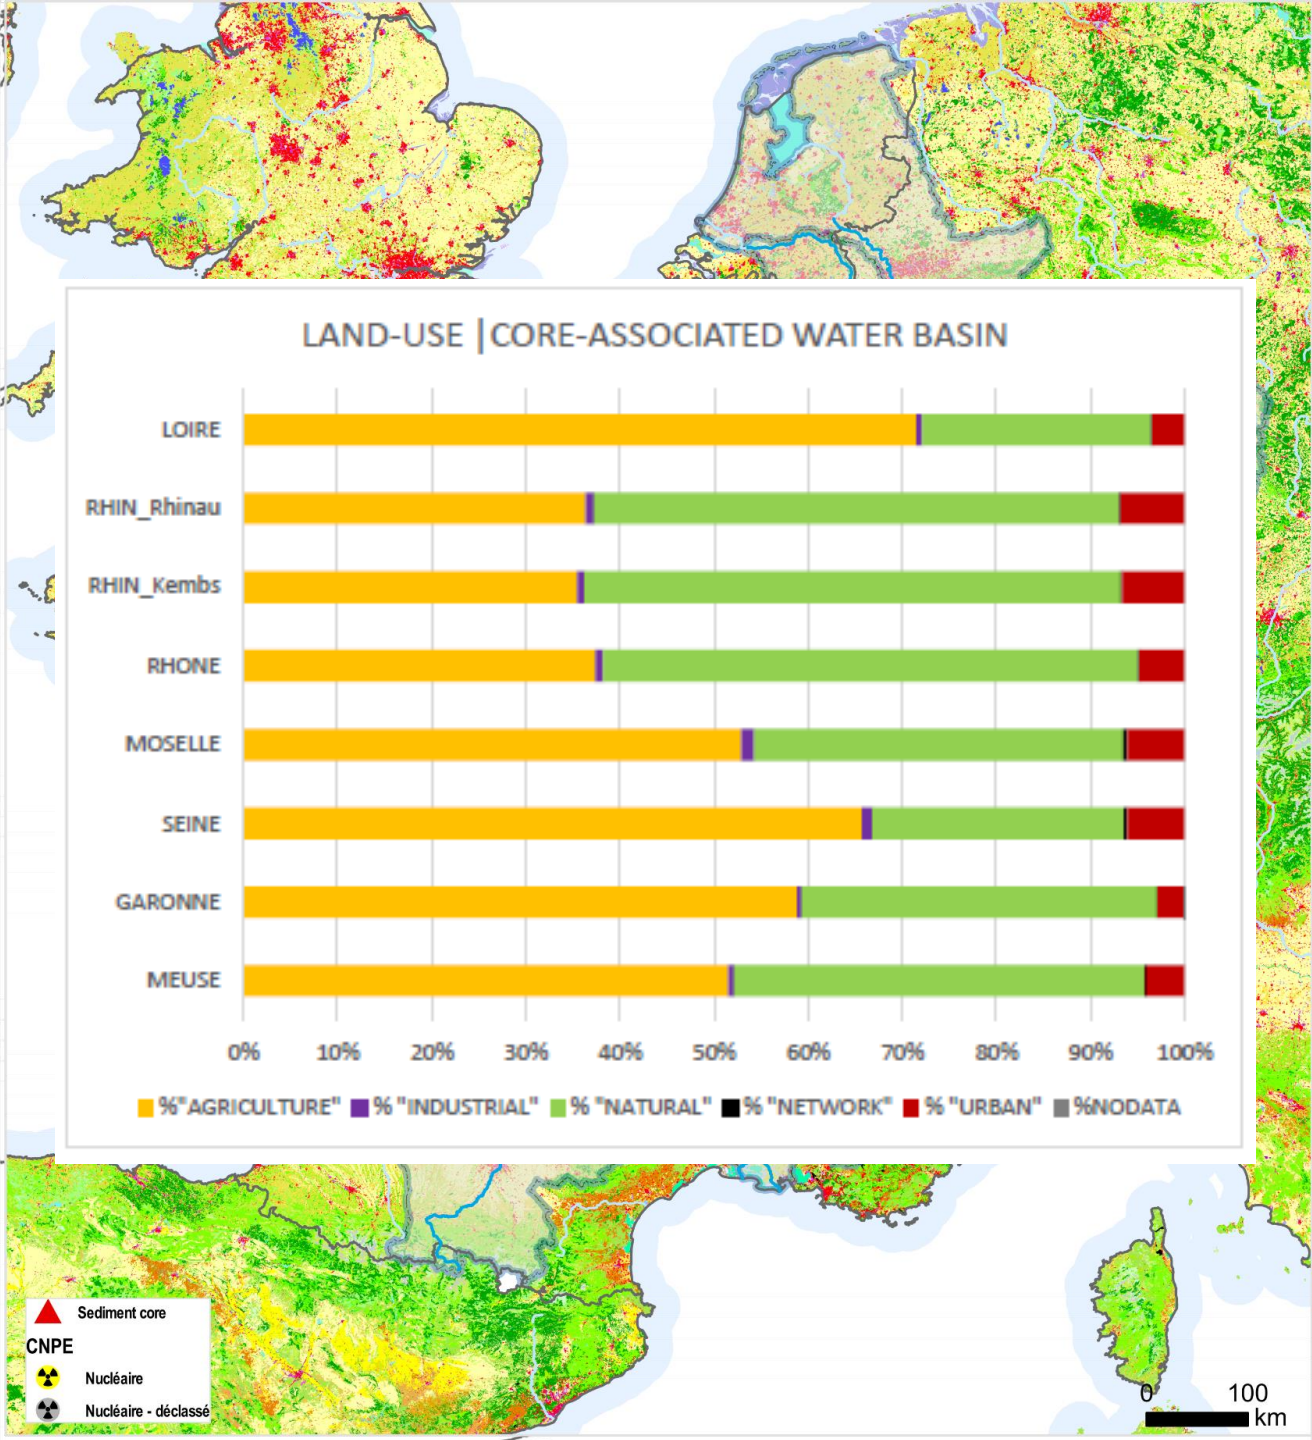 LAND-USE |CORE-ASSOCIATED WATER BASIN
LOIRE
RHIN_Rhinau
RHIN_Kembs
RHONE
MOSELLE
SEINE
GARONNE
MEUSE
0% 10% 20% 30% 40% 50% 60% 70% 80% 90% 100%
%"AGRICULTURE" % "INDUSTRIAL" % "NATURAL" % "NETWORK" % "URBAN" %NODATA
Sediment core
CNPE
Nucléaire
Nucléaire - déclassé
0 100
km